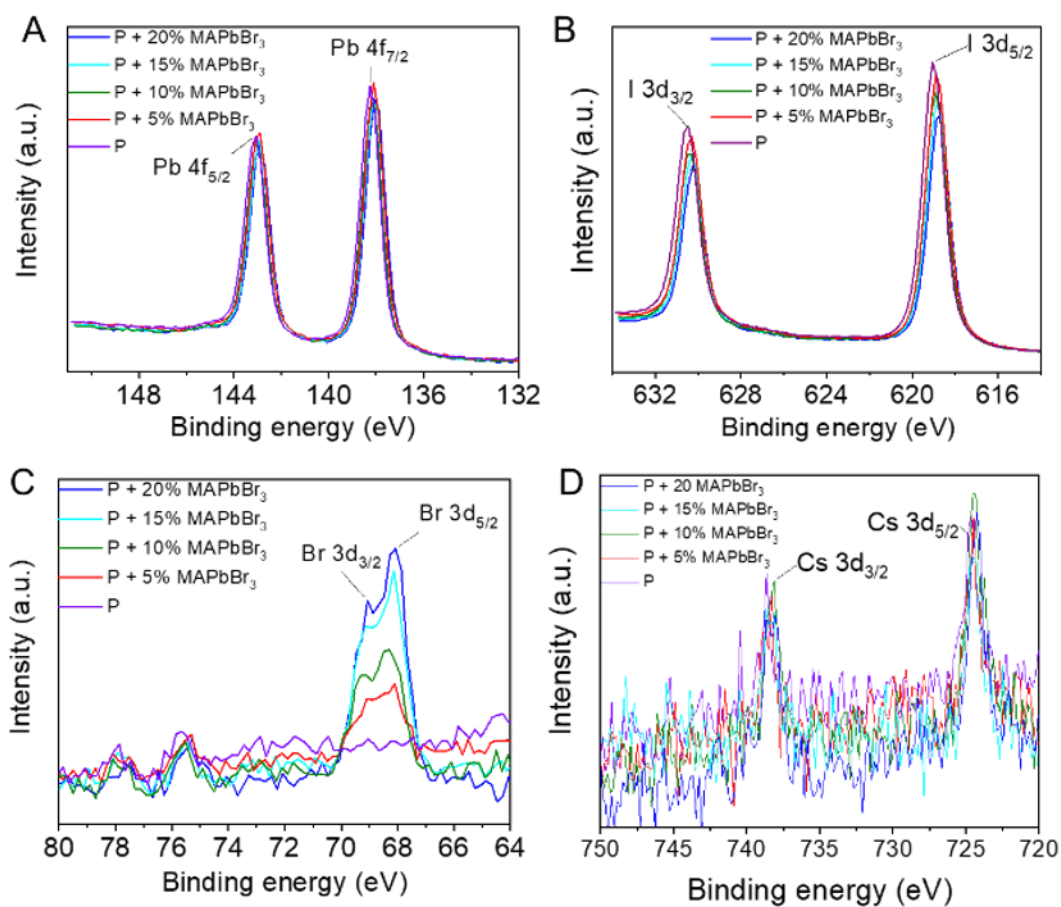 A
P + 20% MAPbBr₃
P + 15% MAPbBr₃
P + 10% MAPbBr₃
P + 5% MAPbBr₃
P
Pb 4f₇/₂
Pb 4f₅/₂
Intensity (a.u.)
148 144 140 136 132
Binding energy (eV)
B
P + 20% MAPbBr₃
P + 15% MAPbBr₃
P + 10% MAPbBr₃
P + 5% MAPbBr₃
P
I 3d₅/₂
I 3d₃/₂
Intensity (a.u.)
632 628 624 620 616
Binding energy (eV)
C
P + 20% MAPbBr₃
P + 15% MAPbBr₃
P + 10% MAPbBr₃
P + 5% MAPbBr₃
P
Br 3d₅/₂
Br 3d₃/₂
Intensity (a.u.)
80 78 76 74 72 70 68 66 64
Binding energy (eV)
D
P + 20 MAPbBr₃
P + 15% MAPbBr₃
P + 10% MAPbBr₃
P + 5% MAPbBr₃
P
Cs 3d₅/₂
Cs 3d₃/₂
Intensity (a.u.)
750 745 740 735 730 725 720
Binding energy (eV)